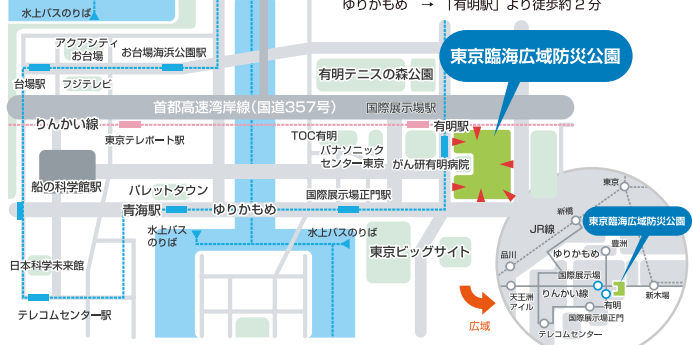 水上バスのりば
ゆりかもめ → 「有明駅」より徒歩約2分
アクアシティ
お台場
お台場海浜公園駅
東京臨海広域防災公園
台場駅
フジテレビ
有明テニスの森公園
首都高速湾岸線(国道357号)
国際展示場駅
りんかい線
東京テレポート駅
TOC有明
有明駅
パナソニック
センター東京
がん研有明病院
船の科学館駅
パレットタウン
国際展示場正門駅
青海駅
ゆりかもめ
水上バス
のりば
水上バス
のりば
東京ビッグサイト
日本科学未来館
テレコムセンター駅
広域
東京
新橋
東京臨海広域防災公園
JR線
豊洲
品川
ゆりかもめ
国際展示場
りんかい線
天王洲
アイル
有明
新木場
国際展示場正門
テレコムセンター